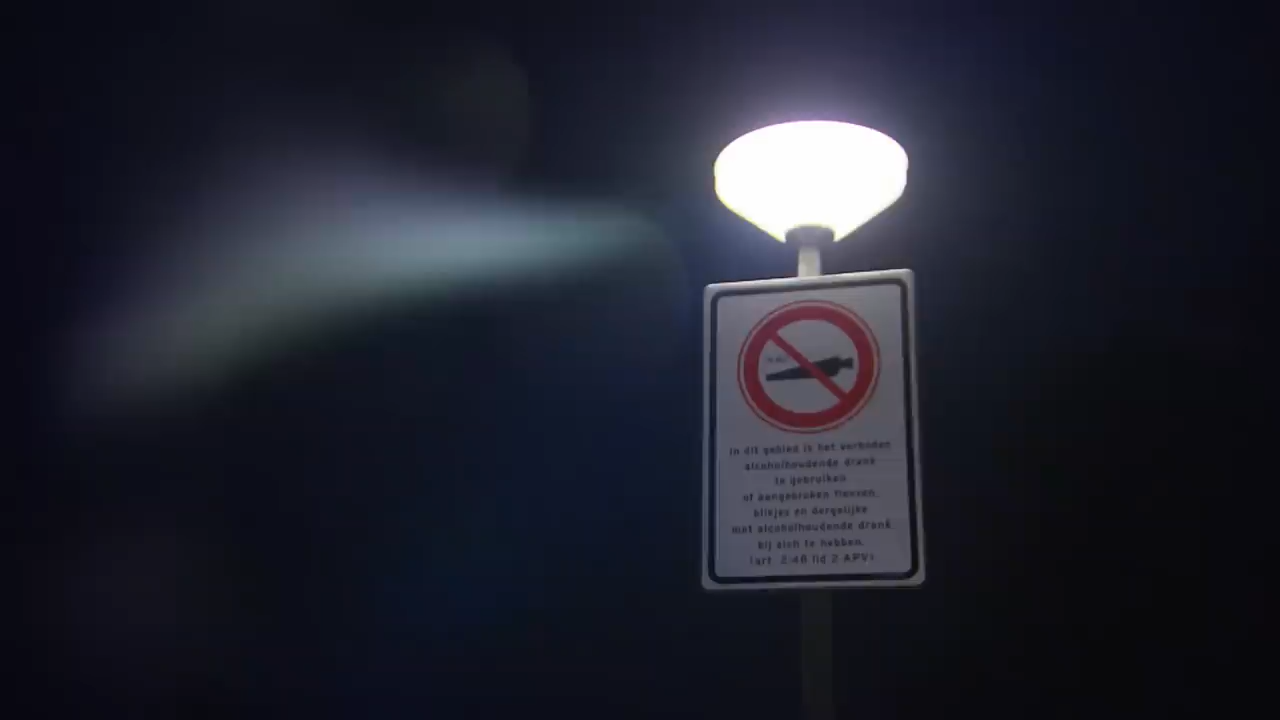 In dit gebied is het verboden
alcoholhoudende drank
te gebruiken
of aangebroken flessen,
blikjes en dergelijke
met alcoholhoudende drank
bij zich te hebben.
(art. 2:48 lid 2 APV)